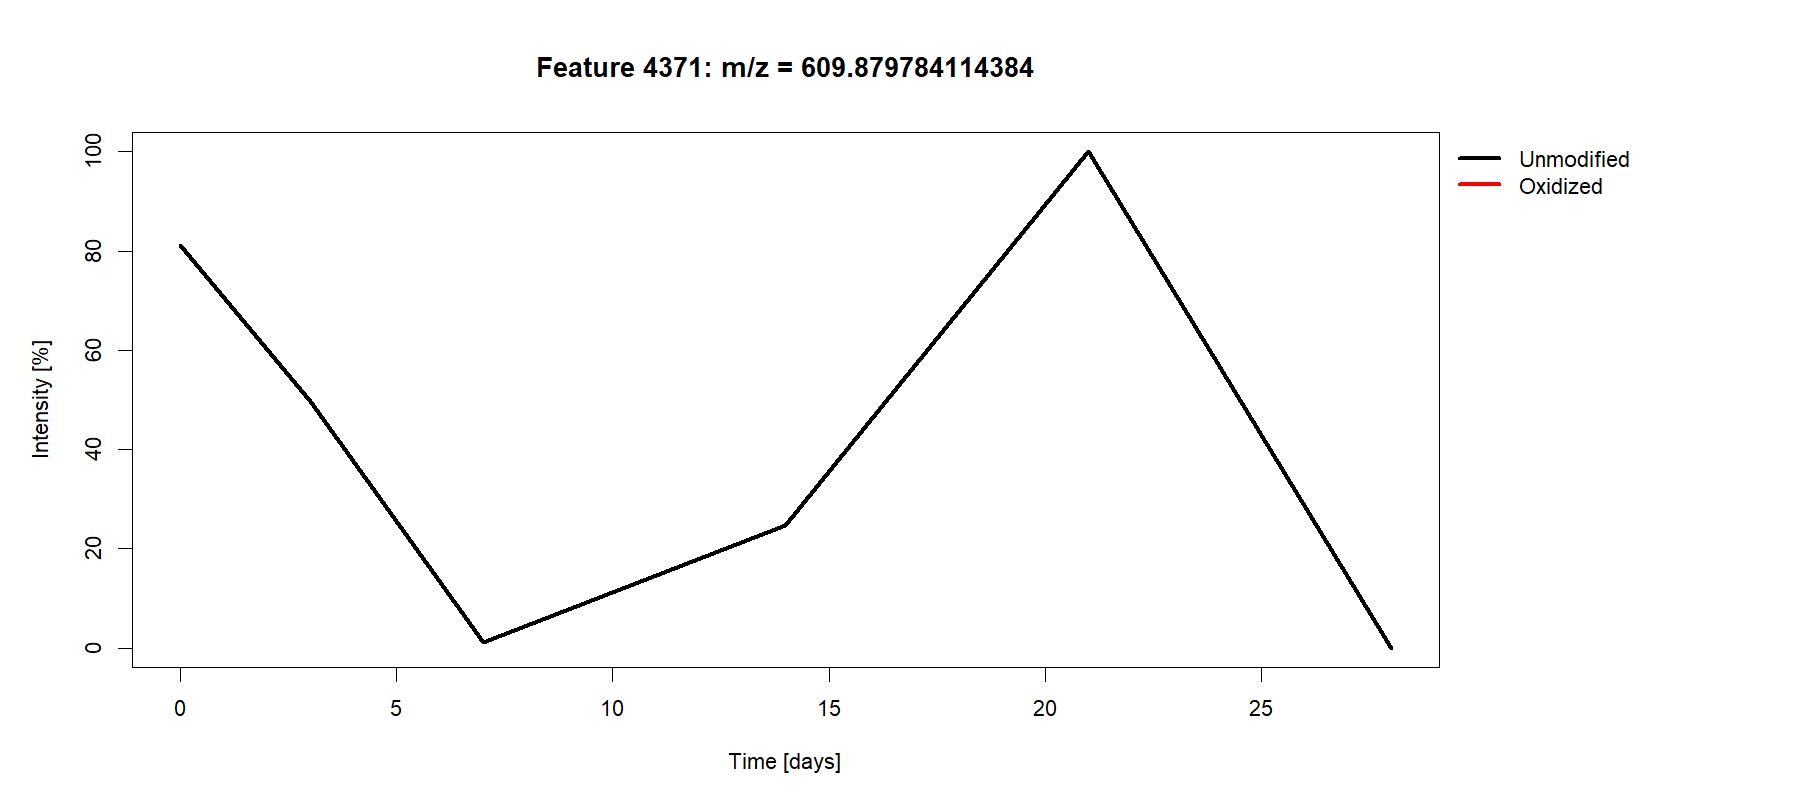 Feature 4371: m/z = 609.879784114384
Unmodified
Oxidized
Intensity [%]
100
80
60
40
20
0
0 5 10 15 20 25
Time [days]